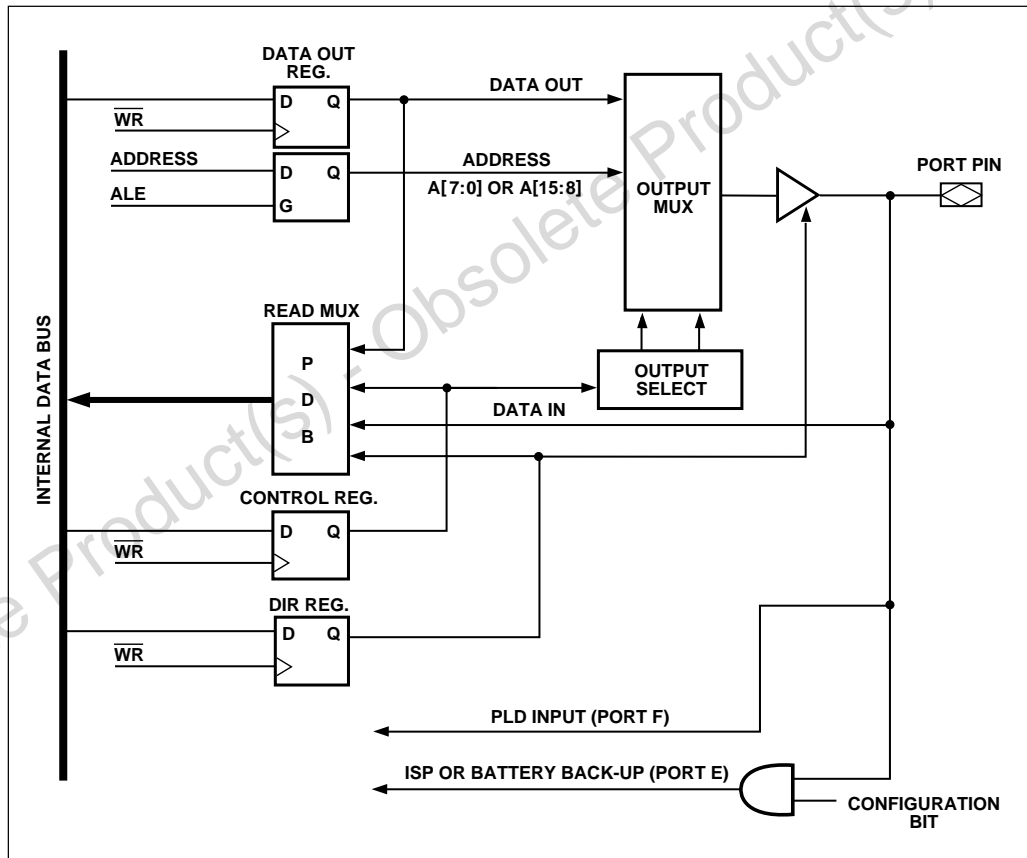 DATA OUT
REG.
D Q
WR
DATA OUT
ADDRESS
D Q
ALE
G
ADDRESS
A[7:0] OR A[15:8]
OUTPUT
MUX
PORT PIN
INTERNAL DATA BUS
READ MUX
P
D
B
OUTPUT
SELECT
DATA IN
CONTROL REG.
D Q
WR
DIR REG.
D Q
WR
PLD INPUT (PORT F)
ISP OR BATTERY BACK-UP (PORT E)
CONFIGURATION
BIT
e Product(s) - Obsolete Product(s)